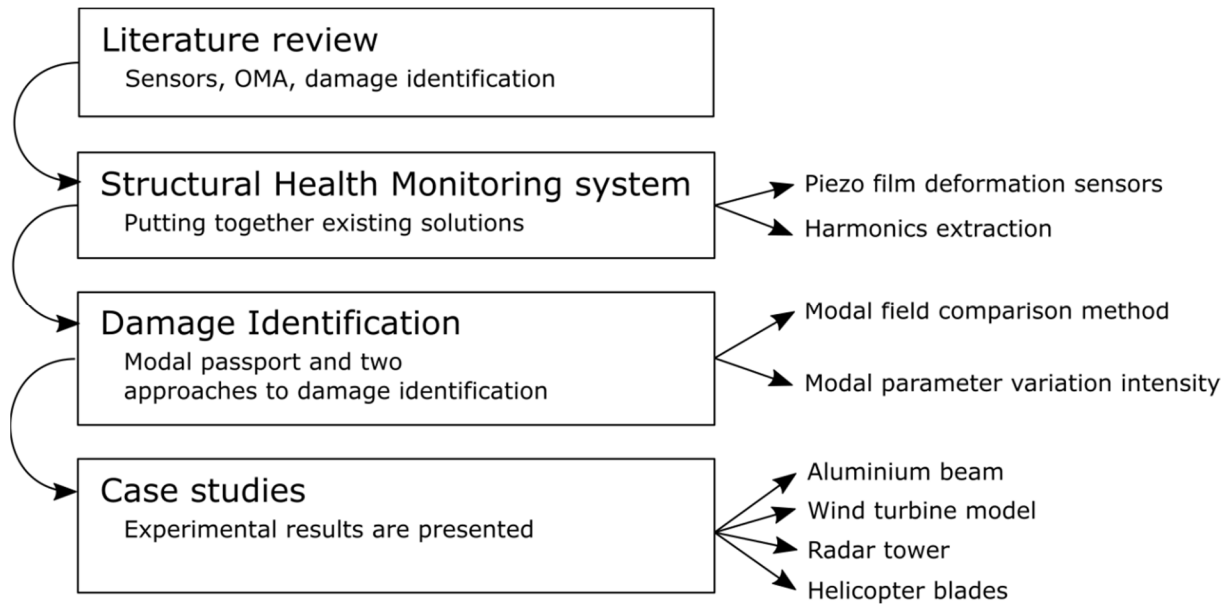 Literature review
Sensors, OMA, damage identification
Structural Health Monitoring system
Putting together existing solutions
Piezo film deformation sensors
Harmonics extraction
Damage Identification
Modal passport and two
approaches to damage identification
Modal field comparison method
Modal parameter variation intensity
Case studies
Experimental results are presented
Aluminium beam
Wind turbine model
Radar tower
Helicopter blades